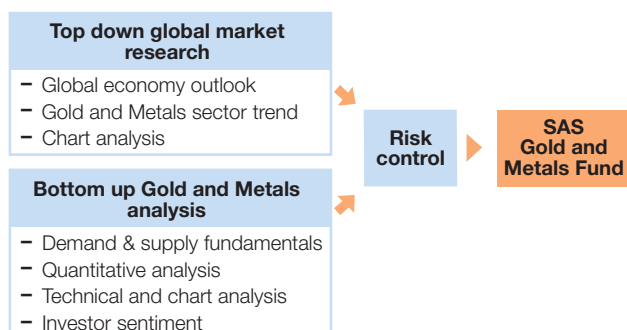 Top down global market
research
– Global economy outlook
– Gold and Metals sector trend
– Chart analysis
Bottom up Gold and Metals
analysis
– Demand & supply fundamentals
– Quantitative analysis
– Technical and chart analysis
– Investor sentiment
Risk
control
SAS
Gold and
Metals Fund